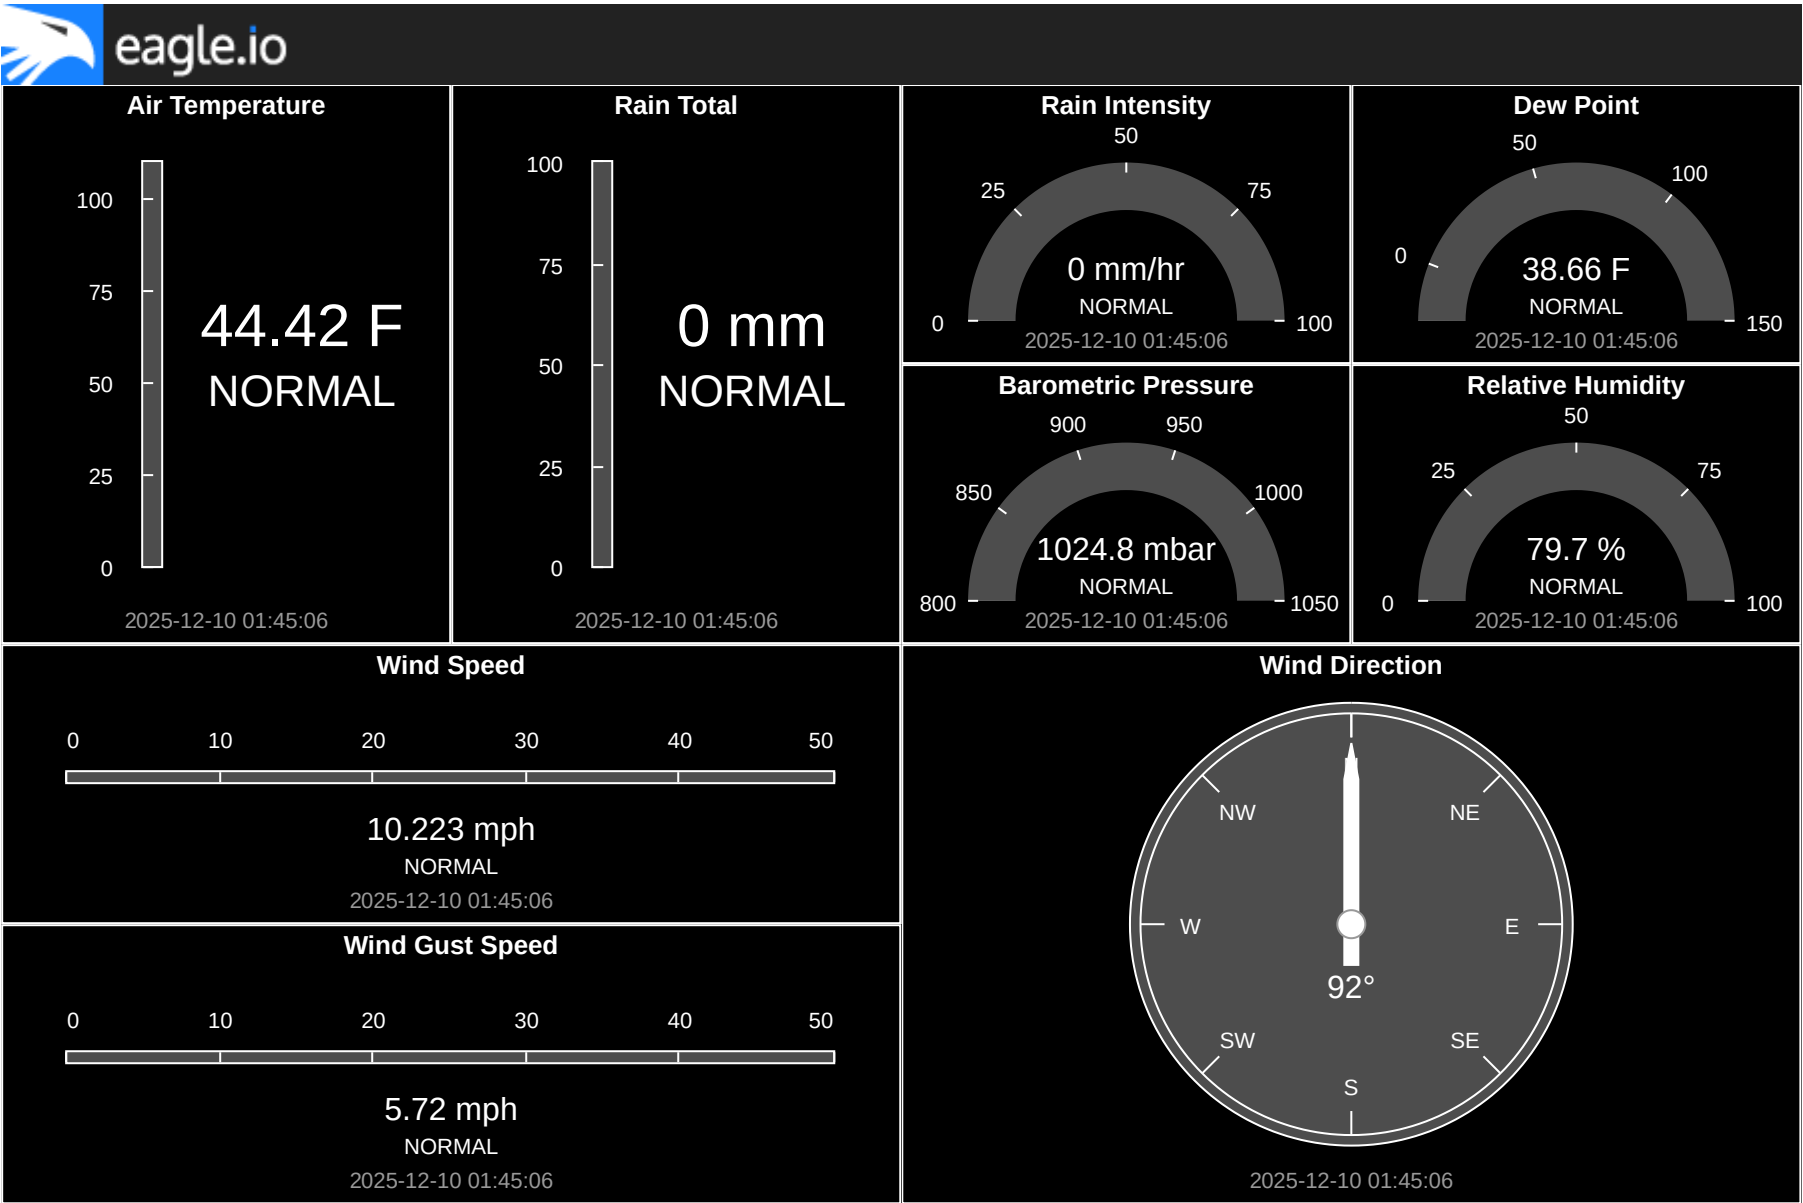 eagle.io
Air Temperature
100
75
50
25
0
44.42 F
NORMAL
2025-12-10 01:45:06
Rain Total
100
75
50
25
0
0 mm
NORMAL
2025-12-10 01:45:06
Rain Intensity
50
25 75
0 mm/hr
NORMAL
0 100
2025-12-10 01:45:06
Dew Point
50
100
0
38.66 F
NORMAL
150
2025-12-10 01:45:06
Barometric Pressure
900 950
850 1000
1024.8 mbar
NORMAL
800 1050
2025-12-10 01:45:06
Relative Humidity
50
25 75
79.7 %
NORMAL
0 100
2025-12-10 01:45:06
Wind Speed
0 10 20 30 40 50
10.223 mph
NORMAL
2025-12-10 01:45:06
Wind Gust Speed
0 10 20 30 40 50
5.72 mph
NORMAL
2025-12-10 01:45:06
Wind Direction
NW NE
W E
92°
SW SE
S
2025-12-10 01:45:06